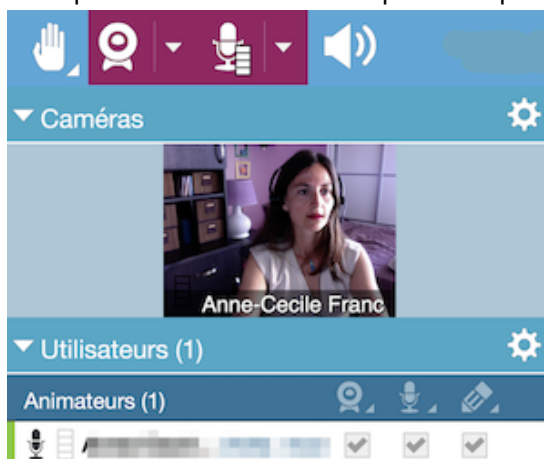 Caméras
Anne-Cecile Franc
Utilisateurs (1)
Animateurs (1)